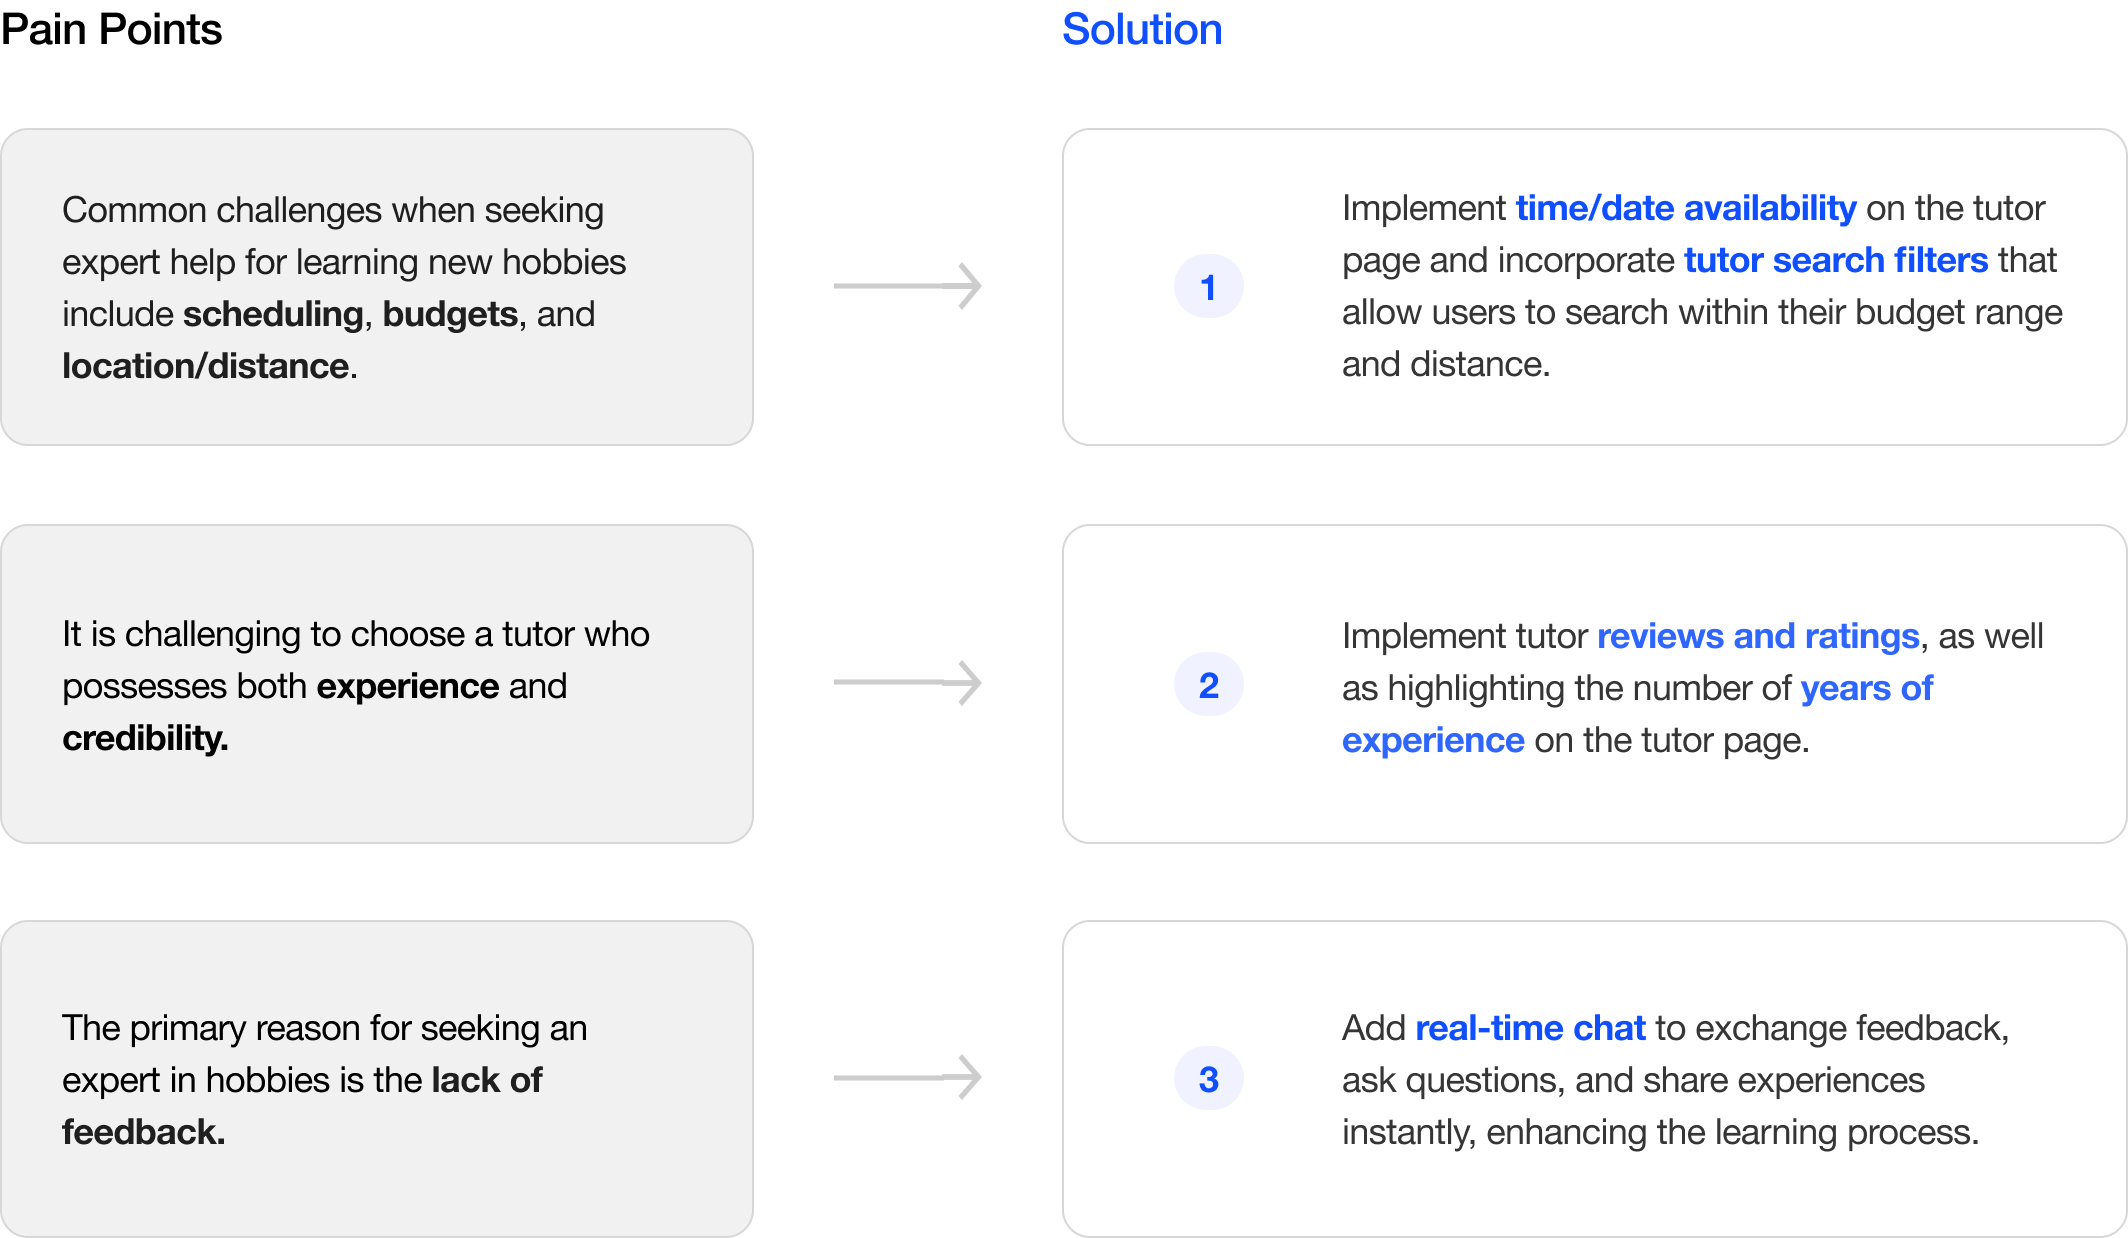 Pain Points
Solution
Common challenges when seeking
expert help for learning new hobbies
include scheduling, budgets, and
location/distance.
1
Implement time/date availability on the tutor
page and incorporate tutor search filters that
allow users to search within their budget range
and distance.
It is challenging to choose a tutor who
possesses both experience and
credibility.
2
Implement tutor reviews and ratings, as well
as highlighting the number of years of
experience on the tutor page.
The primary reason for seeking an
expert in hobbies is the lack of
feedback.
3
Add real-time chat to exchange feedback,
ask questions, and share experiences
instantly, enhancing the learning process.